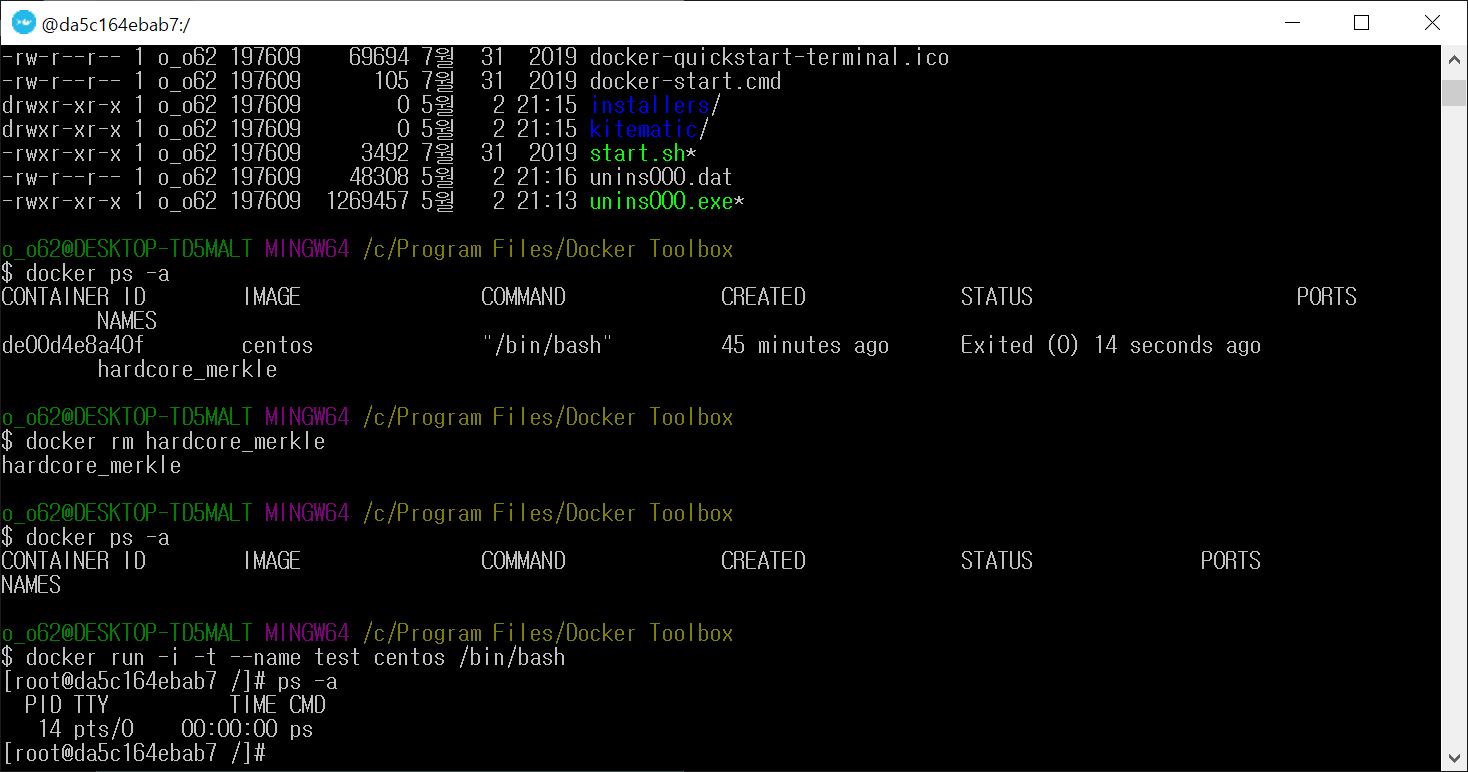 @da5c164ebab7:/
-rw-r--r-- 1 o_o62 197609    69694 7월  31  2019 docker-quickstart-terminal.ico
-rw-r--r-- 1 o_o62 197609      105 7월  31  2019 docker-start.cmd
drwxr-xr-x 1 o_o62 197609        0 5월   2 21:15 installers/
drwxr-xr-x 1 o_o62 197609        0 5월   2 21:15 kitematic/
-rwxr-xr-x 1 o_o62 197609     3492 7월  31  2019 start.sh*
-rw-r--r-- 1 o_o62 197609    48308 5월   2 21:16 unins000.dat
-rwxr-xr-x 1 o_o62 197609  1269457 5월   2 21:13 unins000.exe*
o_o62@DESKTOP-TD5MALT MINGW64 /c/Program Files/Docker Toolbox
$ docker ps -a
CONTAINER ID        IMAGE               COMMAND             CREATED             STATUS                      PORTS
        NAMES
de00d4e8a40f        centos              "/bin/bash"         45 minutes ago      Exited (0) 14 seconds ago
        hardcore_merkle
o_o62@DESKTOP-TD5MALT MINGW64 /c/Program Files/Docker Toolbox
$ docker rm hardcore_merkle
hardcore_merkle
o_o62@DESKTOP-TD5MALT MINGW64 /c/Program Files/Docker Toolbox
$ docker ps -a
CONTAINER ID        IMAGE               COMMAND             CREATED             STATUS              PORTS
NAMES
o_o62@DESKTOP-TD5MALT MINGW64 /c/Program Files/Docker Toolbox
$ docker run -i -t --name test centos /bin/bash
[root@da5c164ebab7 /]# ps -a
  PID TTY          TIME CMD
   14 pts/0    00:00:00 ps
[root@da5c164ebab7 /]#